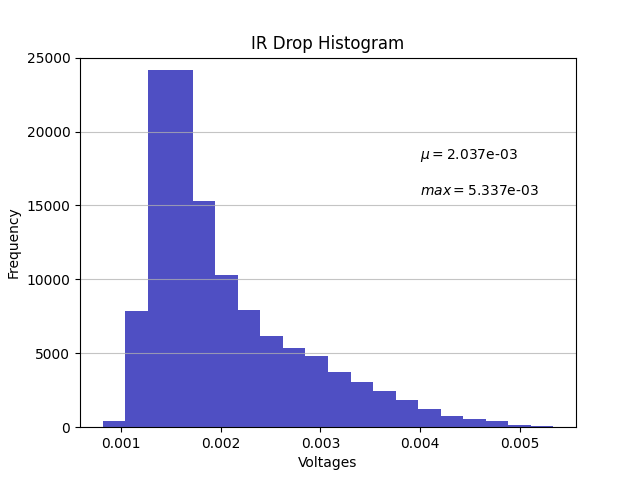 IR Drop Histogram
25000
20000
15000
10000
5000
0
Frequency
μ = 2.037e-03
max = 5.337e-03
0.001 0.002 0.003 0.004 0.005
Voltages